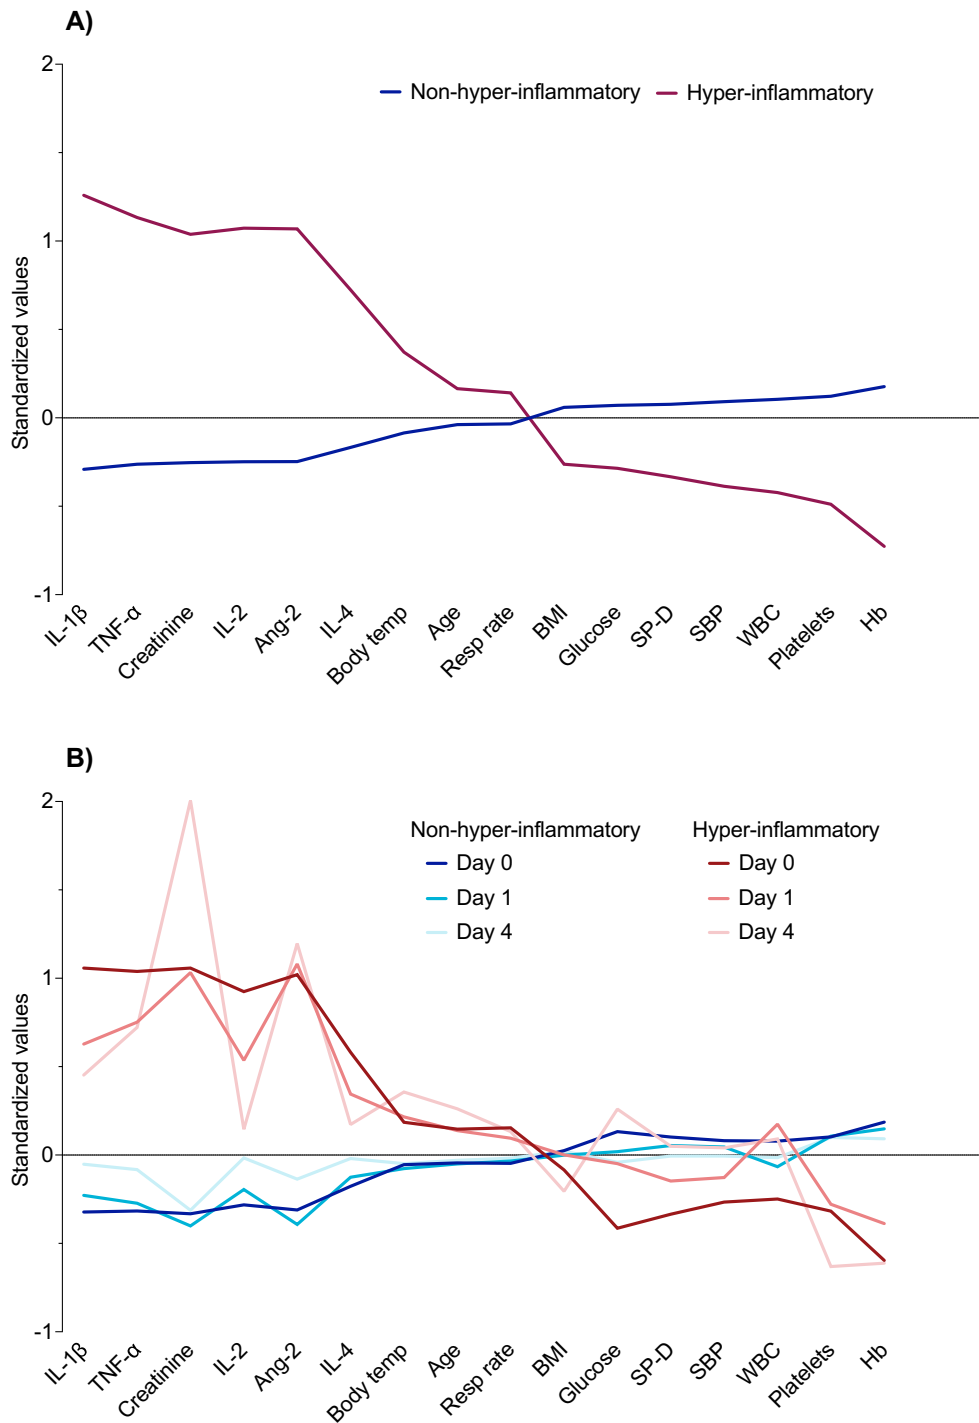 A)
2
Non-hyper-inflammatory Hyper-inflammatory
1
Standardized values
0
-1
IL-1β TNF-α Creatinine IL-2 Ang-2 IL-4 Body temp Age Resp rate BMI Glucose SP-D SBP WBC Platelets Hb
B)
2
Non-hyper-inflammatory Hyper-inflammatory
Day 0 Day 0
Day 1 Day 1
Day 4 Day 4
1
Standardized values
0
-1
IL-1β TNF-α Creatinine IL-2 Ang-2 IL-4 Body temp Age Resp rate BMI Glucose SP-D SBP WBC Platelets Hb